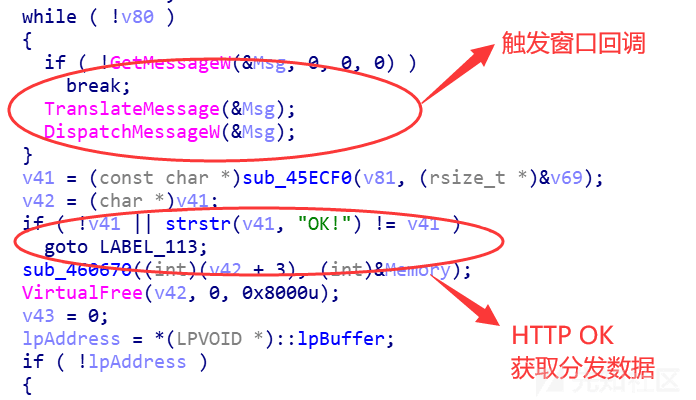 while ( !v80 )
{
if ( !GetMessageW(&Msg, 0, 0, 0) )
break;
TranslateMessage(&Msg);
DispatchMessageW(&Msg);
}
触发窗口回调
v41 = (const char *)sub_45ECF0(v81, (rsize_t *)&v69);
v42 = (char *)v41;
if ( !v41 || strstr(v41, "OK!") != v41 )
goto LABEL_113;
sub_460670((int)(v42 + 3), (int)&Memory);
VirtualFree(v42, 0, 0x8000u);
v43 = 0;
lpAddress = *(LPVOID *)::lpBuffer;
if ( !lpAddress )
{
HTTP OK
获取分发数据